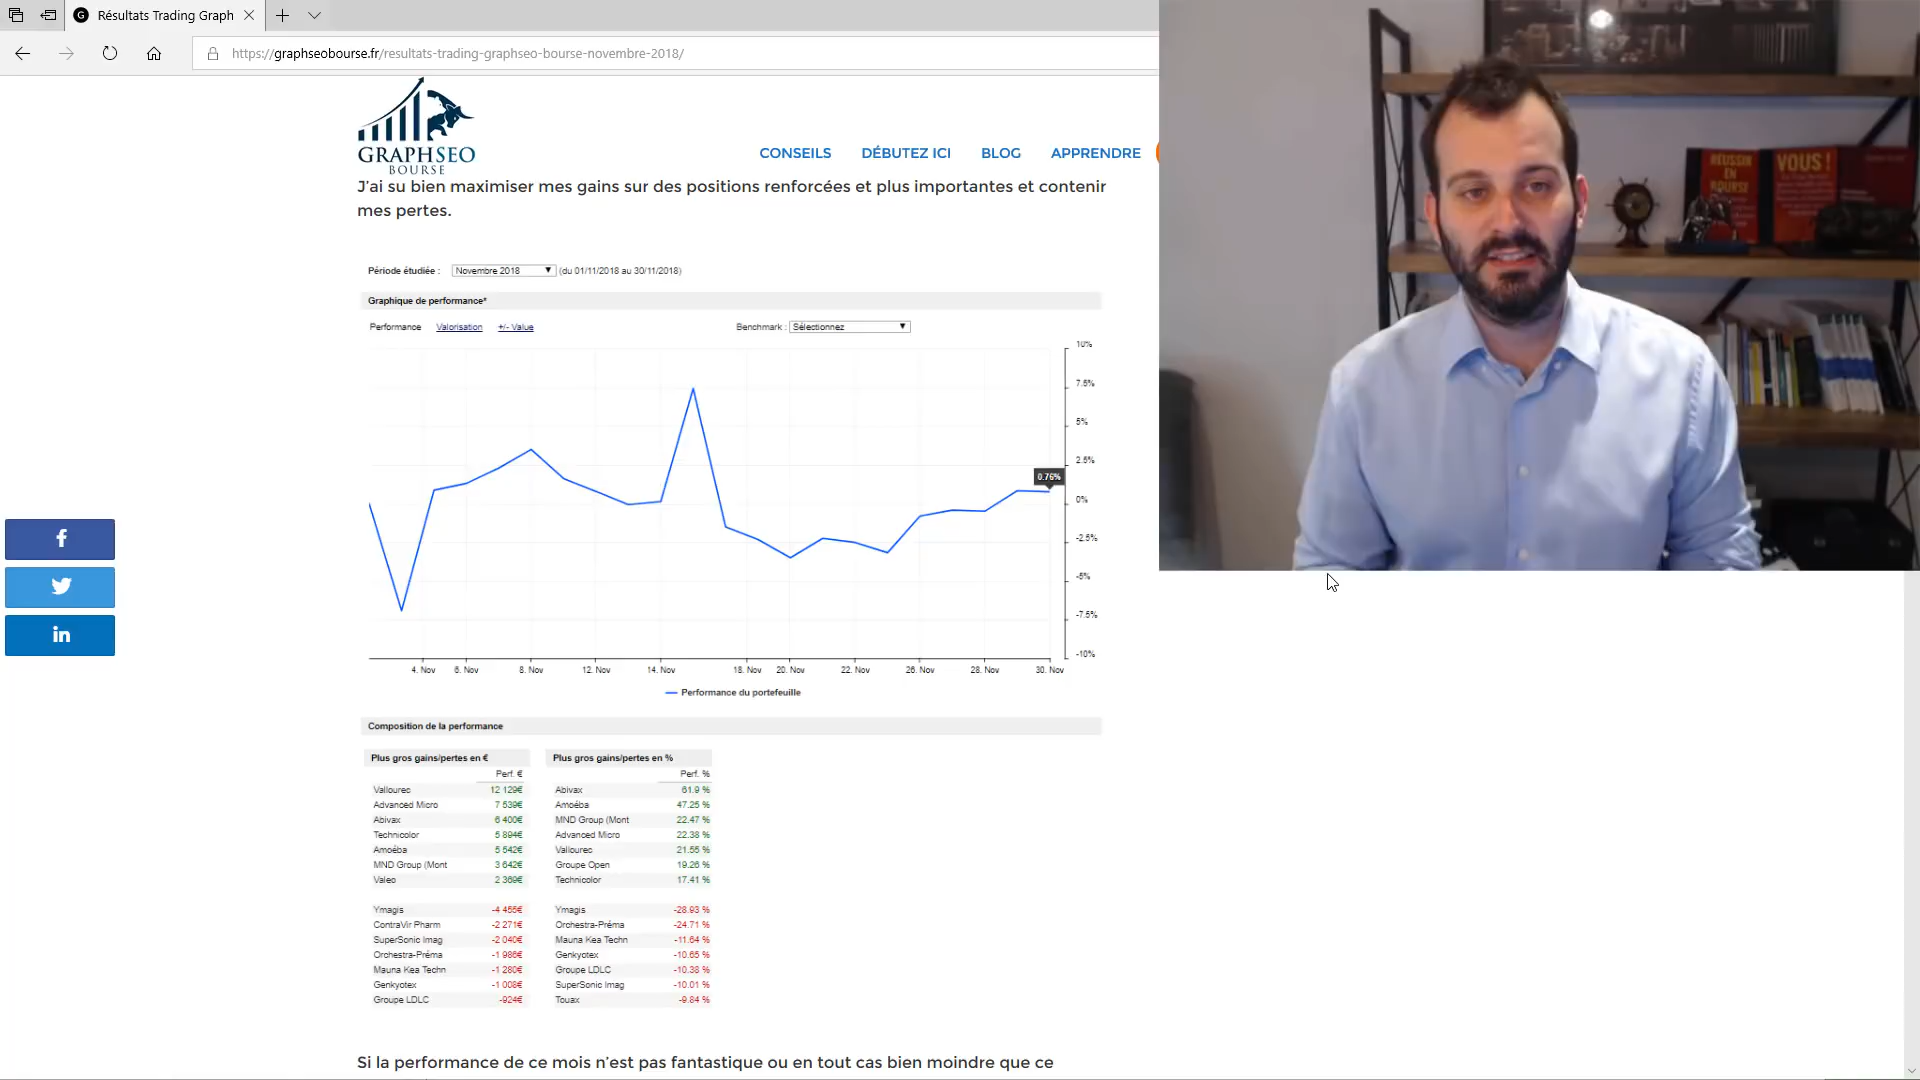 Résultats Trading Graph
https://graphseobourse.fr/resultats-trading-graphseo-bourse-novembre-2018/
GRAPHSEO
BOURSE
CONSEILS DÉBUTEZ ICI BLOG APPRENDRE
RÉUSSIR EN BOURSE
VOUS !
J'ai su bien maximiser mes gains sur des positions renforcées et plus importantes et contenir
mes pertes.
Période étudiée : Novembre 2018 (du 01/11/2018 au 30/11/2018)
Graphique de performance*
Performance Valorisation +/- Value Benchmark : Sélectionnez
10%
7.5%
5%
2.5%
0.76%
0%
-2.5%
-5%
-7.5%
-10%
4. Nov 6. Nov 8. Nov 12. Nov 14. Nov 18. Nov 20. Nov 22. Nov 26. Nov 28. Nov 30. Nov
Performance du portefeuille
Composition de la performance
Plus gros gains/pertes en € Plus gros gains/pertes en %
Perf. € Perf. %
Vallourec 12 129€ Abivax 61.9 %
Advanced Micro 7 539€ Amoéba 47.25 %
Abivax 6 400€ MND Group (Mont 22.47 %
Technicolor 5 894€ Advanced Micro 22.38 %
Amoéba 5 542€ Vallourec 21.55 %
MND Group (Mont 3 642€ Groupe Open 19.26 %
Valeo 2 369€ Technicolor 17.41 %
Ymagis -4 455€ Ymagis -28.93 %
ContraVir Pharm -2 271€ Orchestra-Préma -24.71 %
SuperSonic Imag -2 040€ Mauna Kea Techn -11.64 %
Orchestra-Préma -1 986€ Genkyotex -10.65 %
Mauna Kea Techn -1 280€ Groupe LDLC -10.38 %
Genkyotex -1 008€ SuperSonic Imag -10.01 %
Groupe LDLC -924€ Touax -9.84 %
Si la performance de ce mois n'est pas fantastique ou en tout cas bien moindre que ce